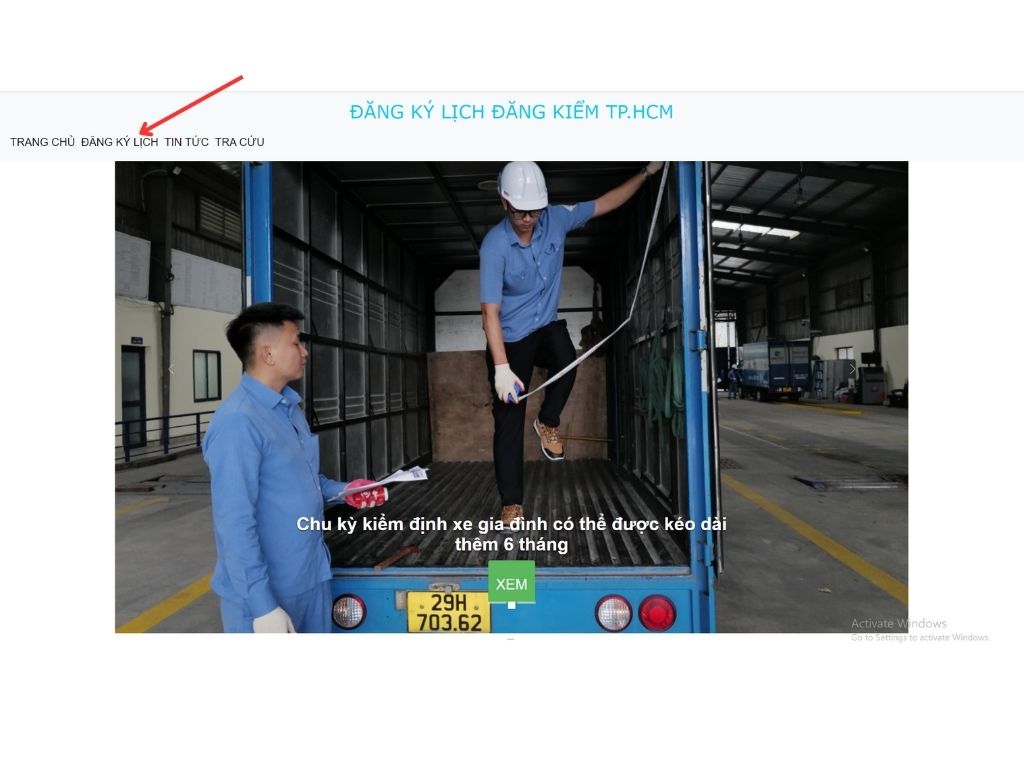 ĐĂNG KÝ LỊCH ĐĂNG KIỂM TP.HCM
TRANG CHỦ ĐĂNG KÝ LỊCH TIN TỨC TRA CỨU
Chu kỳ kiểm định xe gia đình có thể được kéo dài
thêm 6 tháng
XEM
29H
703.62
Activate Windows
Go to Settings to activate Windows.